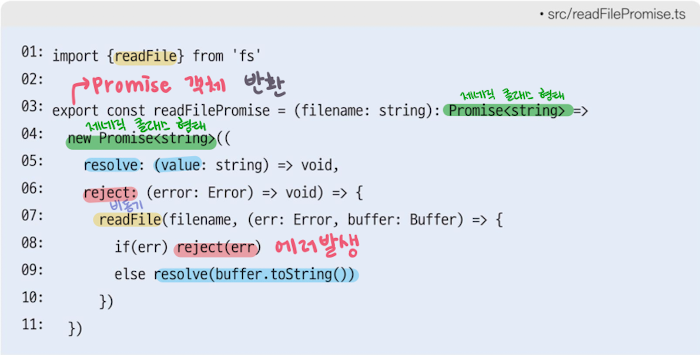 • src/readFilePromise.ts
01: import {readFile} from 'fs'
02:
Promise 객체 반환
제네릭 클래스 형태
03: export const readFilePromise = (filename: string): Promise<string> =>
제네릭 클래스 형태
04: new Promise<string>((
05: resolve: (value: string) => void,
06: reject: (error: Error) => void) => {
비동기
07: readFile(filename, (err: Error, buffer: Buffer) => {
08: if(err) reject(err) 에러발생
09: else resolve(buffer.toString())
10: })
11: })